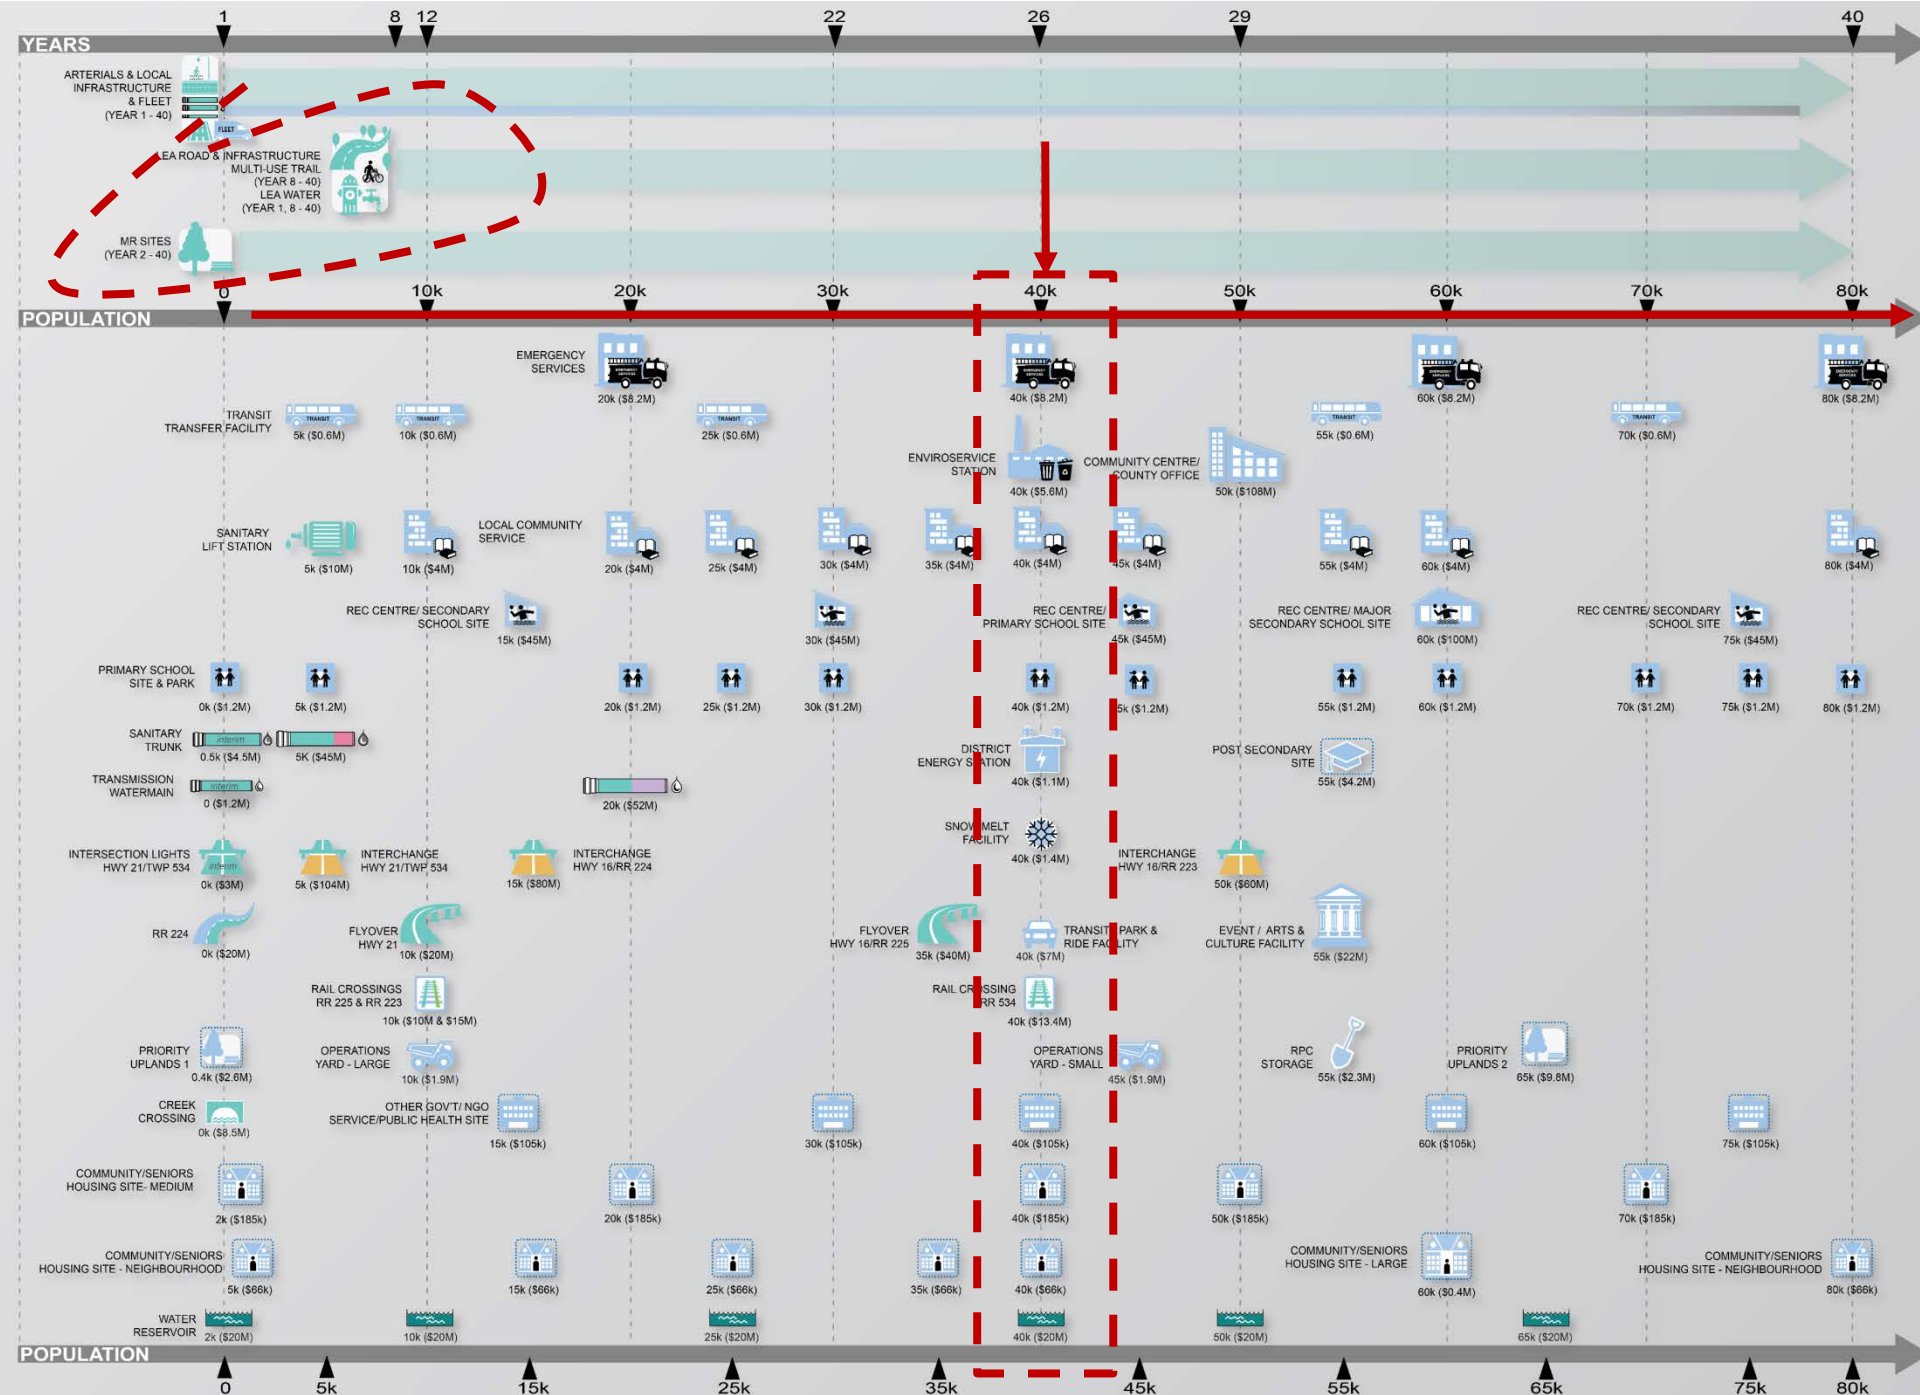 1 8 12 22 26 29 40
YEARS
ARTERIALS & LOCAL
INFRASTRUCTURE
& FLEET
(YEAR 1 - 40)
FLEET
LEA ROAD & INFRASTRUCTURE
MULTI-USE TRAIL
(YEAR 8 - 40)
LEA WATER
(YEAR 1, 8 - 40)
MR SITES
(YEAR 2 - 40)
0 10k 20k 30k 40k 50k 60k 70k 80k
POPULATION
EMERGENCY
SERVICES
20k ($8.2M) 40k ($8.2M) 60k ($8.2M) 80k ($8.2M)
TRANSIT
TRANSFER FACILITY
TRANSIT TRANSIT TRANSIT TRANSIT TRANSIT
5k ($0.6M) 10k ($0.6M) 25k ($0.6M) 55k ($0.6M) 70k ($0.6M)
ENVIROSERVICE
STATION
40k ($5.6M)
COMMUNITY CENTRE/
COUNTY OFFICE
50k ($108M)
SANITARY
LIFT STATION
5k ($10M)
LOCAL COMMUNITY
SERVICE
10k ($4M) 20k ($4M) 25k ($4M) 30k ($4M) 35k ($4M) 40k ($4M) 45k ($4M) 55k ($4M) 60k ($4M) 80k ($4M)
REC CENTRE/ SECONDARY
SCHOOL SITE
15k ($45M) 30k ($45M)
REC CENTRE/
PRIMARY SCHOOL SITE
45k ($45M)
REC CENTRE/ MAJOR
SECONDARY SCHOOL SITE
60k ($100M)
REC CENTRE/ SECONDARY
SCHOOL SITE
75k ($45M)
PRIMARY SCHOOL
SITE & PARK
0k ($1.2M) 5k ($1.2M) 20k ($1.2M) 25k ($1.2M) 30k ($1.2M) 40k ($1.2M) 5k ($1.2M) 55k ($1.2M) 60k ($1.2M) 70k ($1.2M) 75k ($1.2M) 80k ($1.2M)
SANITARY
TRUNK
interim
0.5k ($4.5M) 5K ($45M)
DISTRICT
ENERGY STATION
40k ($1.1M)
POST SECONDARY
SITE
55k ($4.2M)
TRANSMISSION
WATERMAIN
interim
0 ($1.2M) 20k ($52M)
SNOW MELT
FACILITY
40k ($1.4M)
INTERSECTION LIGHTS
HWY 21/TWP 534
interim
0k ($3M)
INTERCHANGE
HWY 21/TWP 534
5k ($104M)
INTERCHANGE
HWY 16/RR 224
15k ($80M)
INTERCHANGE
HWY 16/RR 223
50k ($60M)
RR 224
0k ($20M)
FLYOVER
HWY 21
10k ($20M)
FLYOVER
HWY 16/RR 225
35k ($40M)
TRANSIT PARK &
RIDE FACILITY
40k ($7M)
EVENT / ARTS &
CULTURE FACILITY
55k ($22M)
RAIL CROSSINGS
RR 225 & RR 223
10k ($10M & $15M)
RAIL CROSSING
RR 534
40k ($13.4M)
PRIORITY
UPLANDS 1
0.4k ($2.6M)
OPERATIONS
YARD - LARGE
10k ($1.9M)
OPERATIONS
YARD - SMALL
45k ($1.9M)
RPC
STORAGE
55k ($2.3M)
PRIORITY
UPLANDS 2
65k ($9.8M)
CREEK
CROSSING
0k ($8.5M)
OTHER GOV'T/ NGO
SERVICE/PUBLIC HEALTH SITE
15k ($105k) 30k ($105k) 40k ($105k) 60k ($105k) 75k ($105k)
COMMUNITY/SENIORS
HOUSING SITE- MEDIUM
2k ($185k) 20k ($185k) 40k ($185k) 50k ($185k) 70k ($185k)
COMMUNITY/SENIORS
HOUSING SITE - NEIGHBOURHOOD
5k ($66k) 15k ($66k) 25k ($66k) 35k ($66k) 40k ($66k)
COMMUNITY/SENIORS
HOUSING SITE - LARGE
60k ($0.4M)
COMMUNITY/SENIORS
HOUSING SITE - NEIGHBOURHOOD
80k ($66k)
WATER
RESERVOIR
2k ($20M) 10k ($20M) 25k ($20M) 40k ($20M) 50k ($20M) 65k ($20M)
POPULATION
0 5k 15k 25k 35k 45k 55k 65k 75k 80k